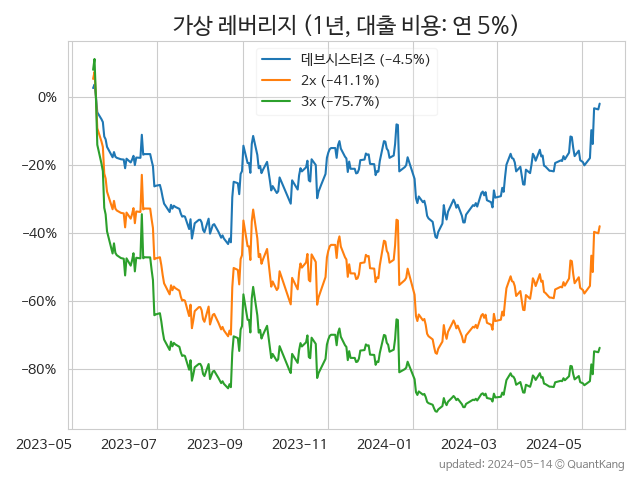 가상 레버리지 (1년, 대출 비용: 연 5%)
데브시스터즈 (−4.5%)
2x (−41.1%)
3x (−75.7%)
0%
−20%
−40%
−60%
−80%
2023−05 2023−07 2023−09 2023−11 2024−01 2024−03 2024−05
updated: 2024-05-14 © QuantKang